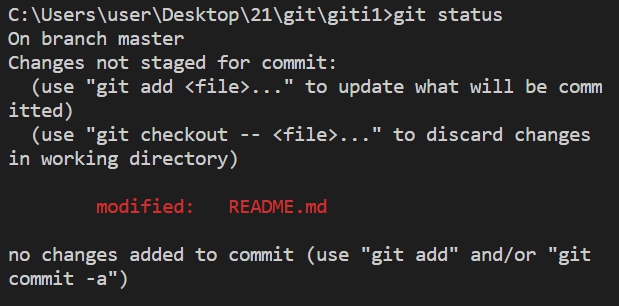 C:\Users\user\Desktop\21\git\giti1>git status
On branch master
Changes not staged for commit:
  (use "git add <file>..." to update what will be comm
itted)
  (use "git checkout -- <file>..." to discard changes
in working directory)
        modified:   README.md
no changes added to commit (use "git add" and/or "git
commit -a")